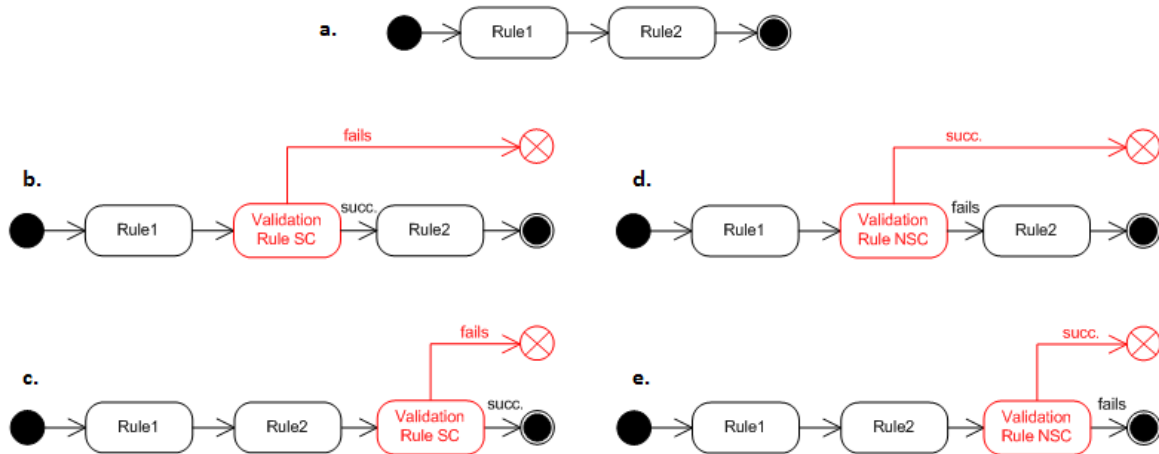 a.
Rule1
Rule2
fails
succ.
b.
d.
Rule1
Validation
Rule SC
succ.
Rule2
Rule1
Validation
Rule NSC
fails
Rule2
fails
succ.
c.
e.
Rule1
Rule2
Validation
Rule SC
succ.
Rule1
Rule2
Validation
Rule NSC
fails